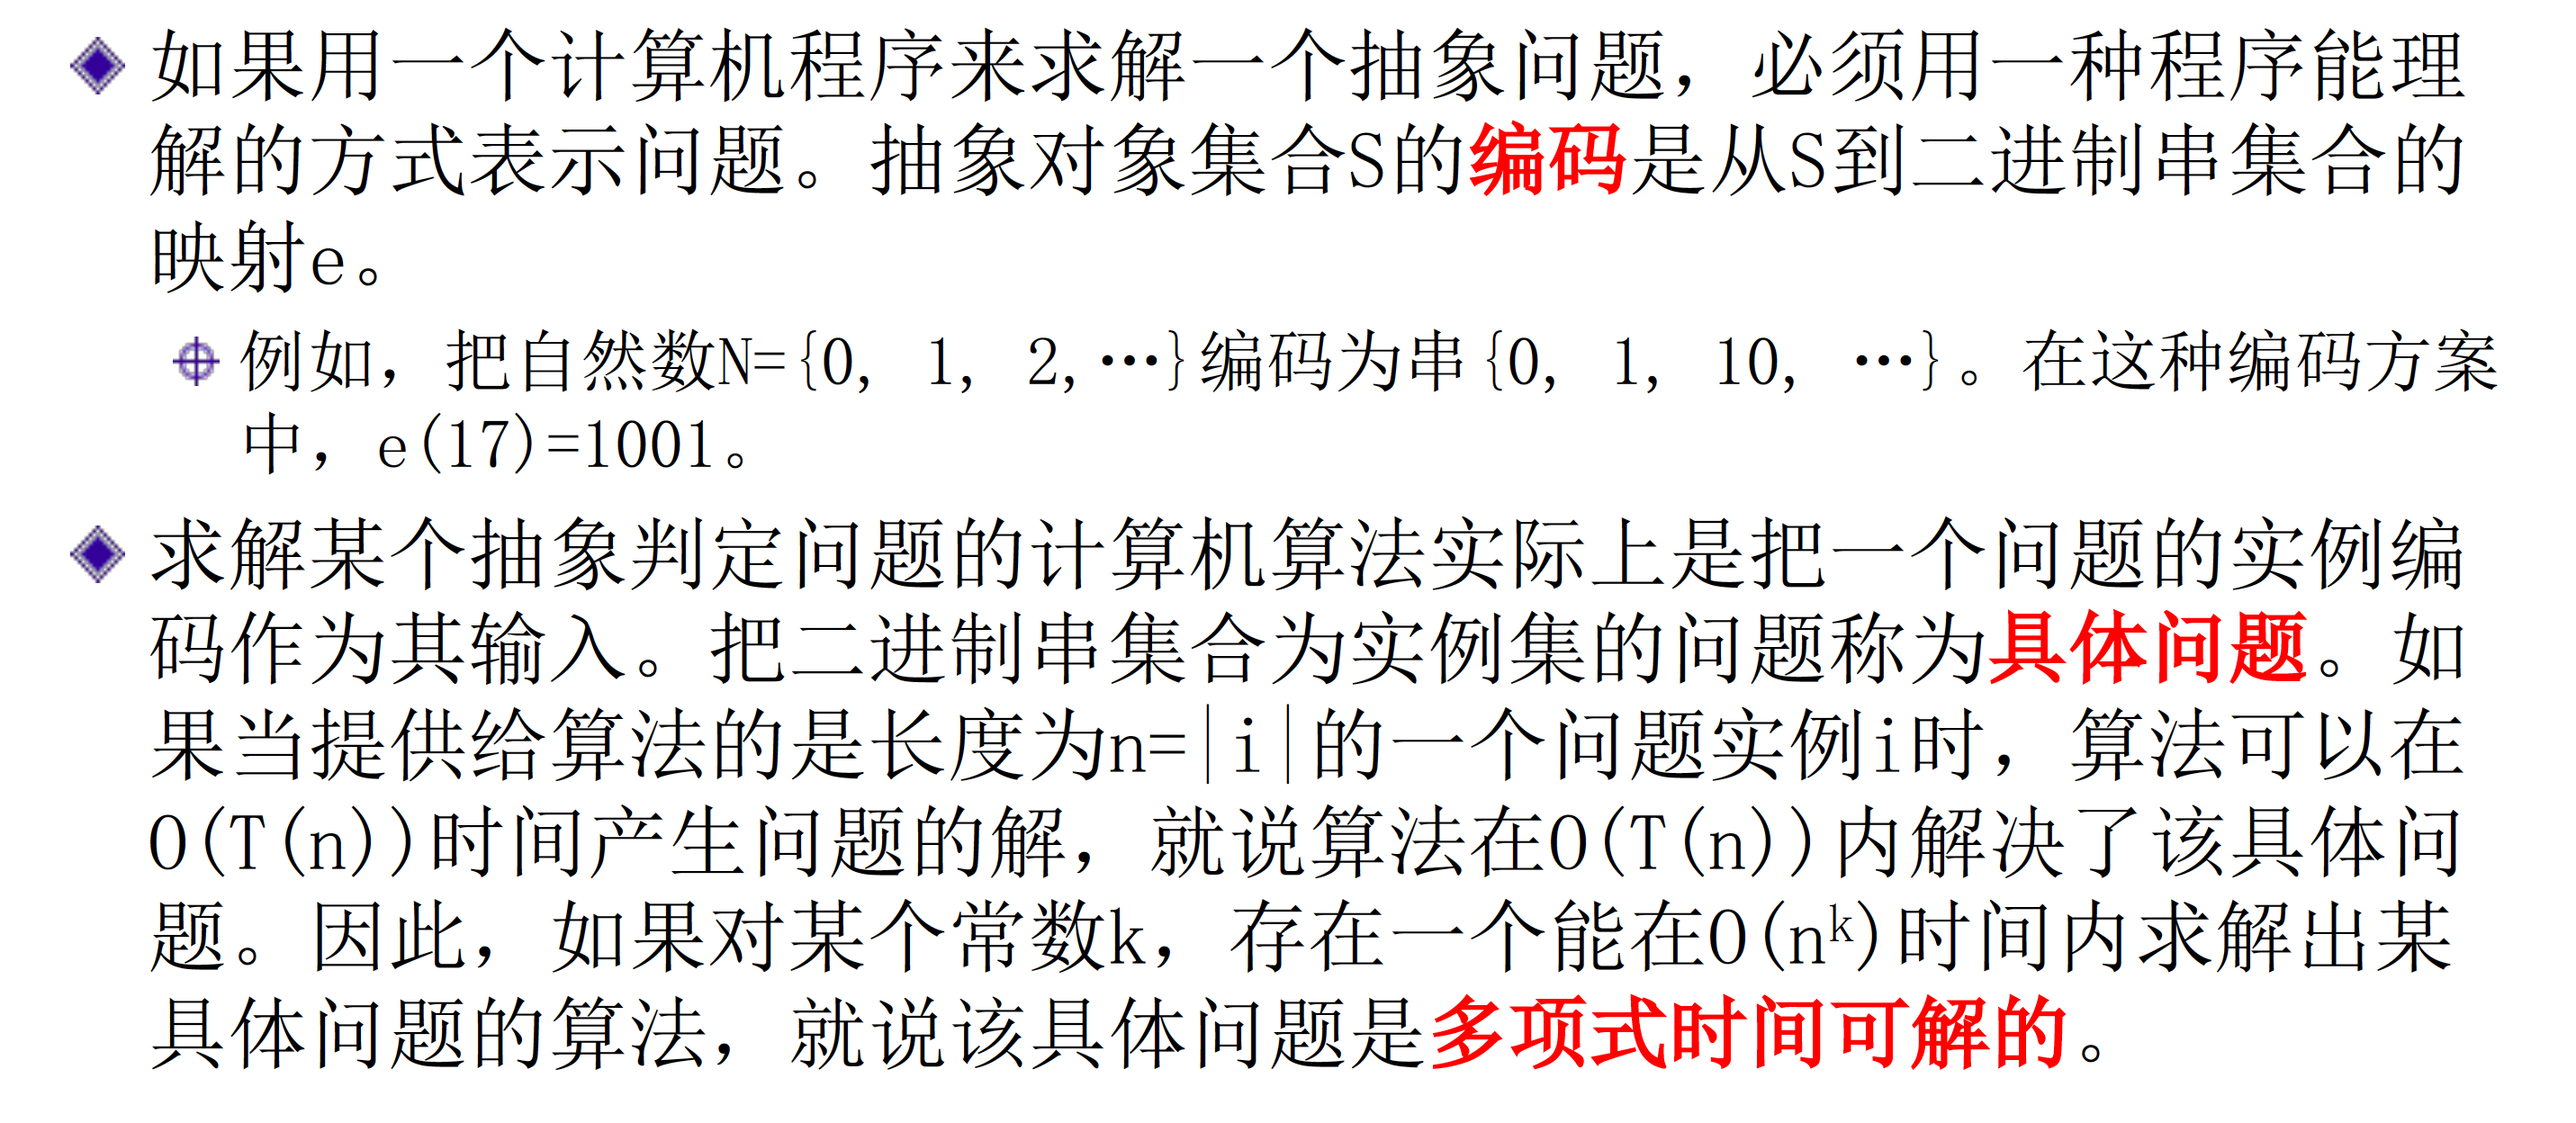 如果用一个计算机程序来求解一个抽象问题，必须用一种程序能理
解的方式表示问题。抽象对象集合S的编码是从S到二进制串集合的
映射e。
例如，把自然数N={0, 1, 2,…}编码为串{0, 1, 10, …}。在这种编码方案
中，e(17)=1001。
求解某个抽象判定问题的计算机算法实际上是把一个问题的实例编
码作为其输入。把二进制串集合为实例集的问题称为具体问题。如
果当提供给算法的是长度为n=|i|的一个问题实例i时，算法可以在
O(T(n))时间产生问题的解，就说算法在O(T(n))内解决了该具体问
题。因此，如果对某个常数k，存在一个能在O(nᵏ)时间内求解出某
具体问题的算法，就说该具体问题是多项式时间可解的。